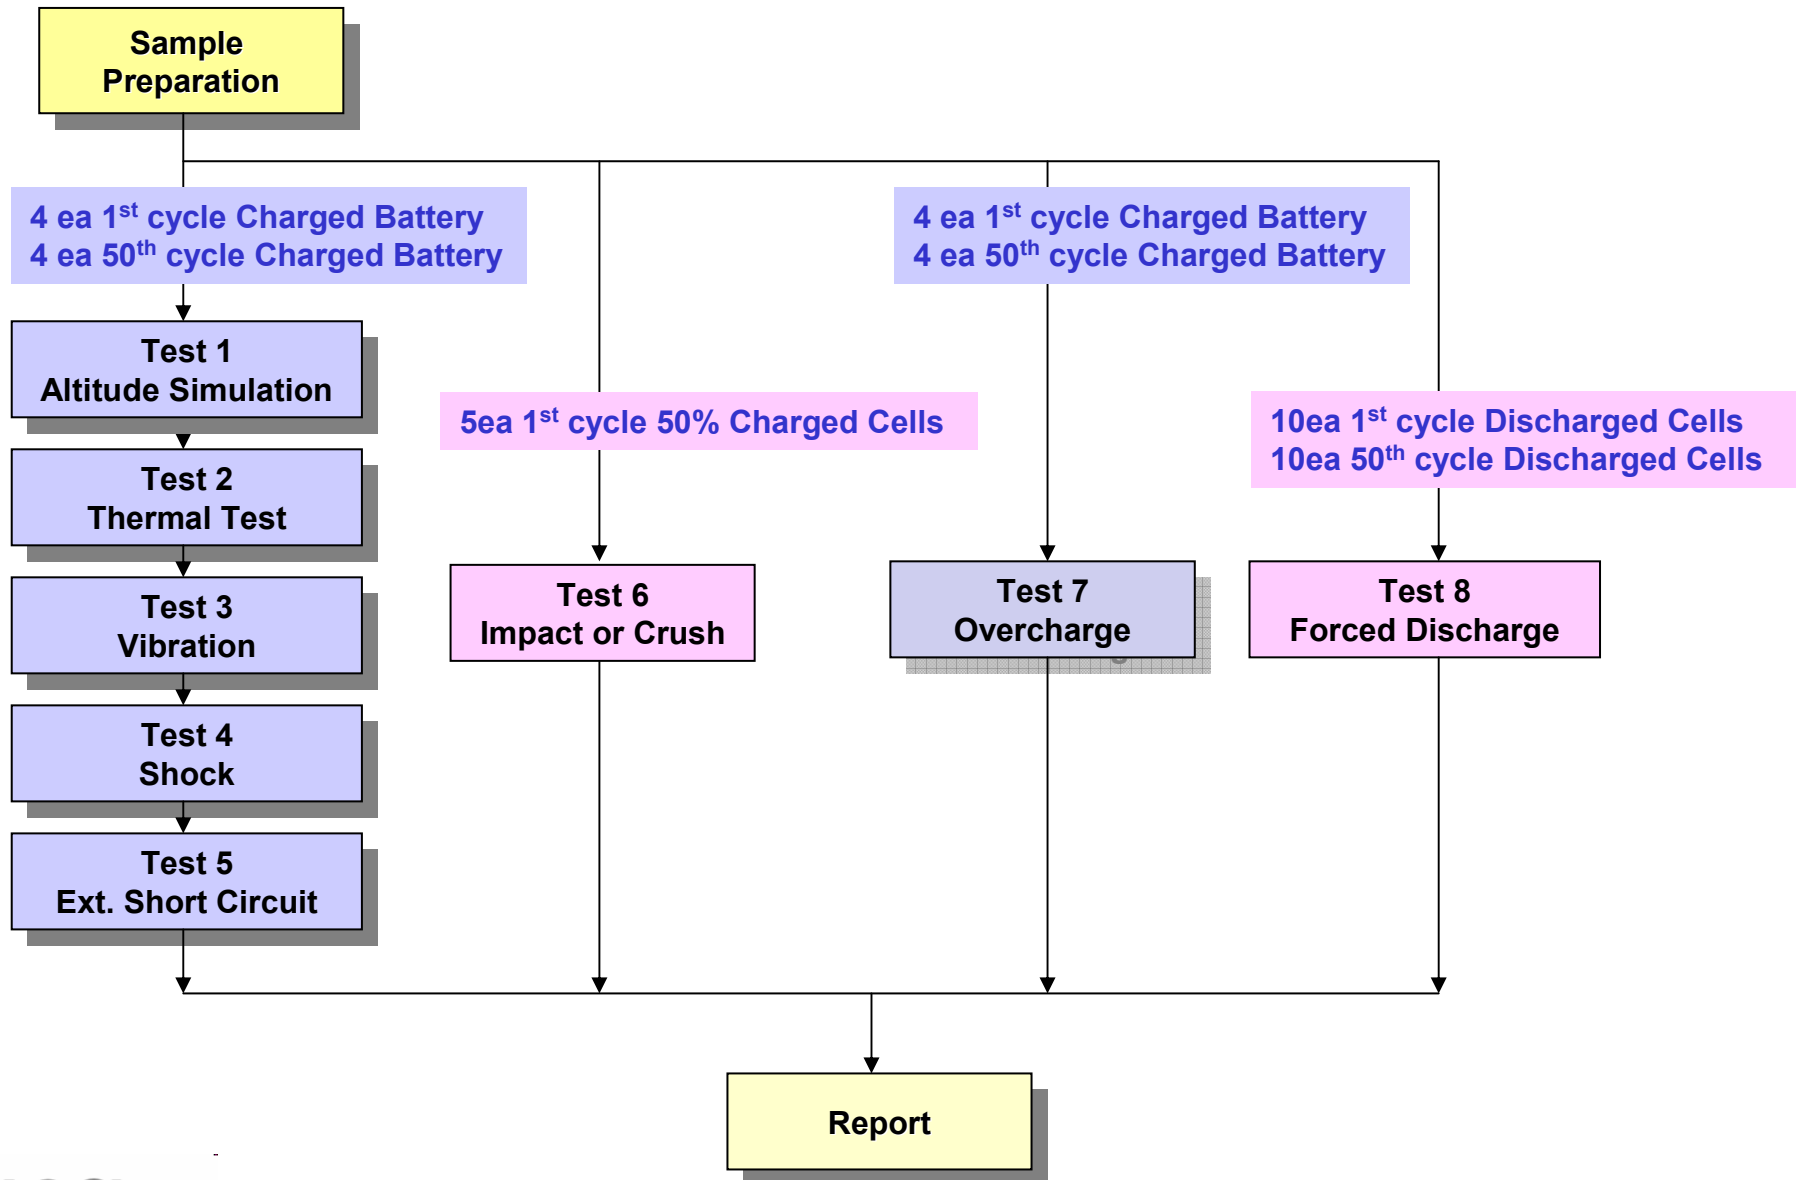 Sample
Preparation
4 ea 1st cycle Charged Battery
4 ea 50th cycle Charged Battery
4 ea 1st cycle Charged Battery
4 ea 50th cycle Charged Battery
Test 1
Altitude Simulation
5ea 1st cycle 50% Charged Cells
10ea 1st cycle Discharged Cells
10ea 50th cycle Discharged Cells
Test 2
Thermal Test
Test 3
Vibration
Test 6
Impact or Crush
Test 7
Overcharge
Test 8
Forced Discharge
Test 4
Shock
Test 5
Ext. Short Circuit
Report